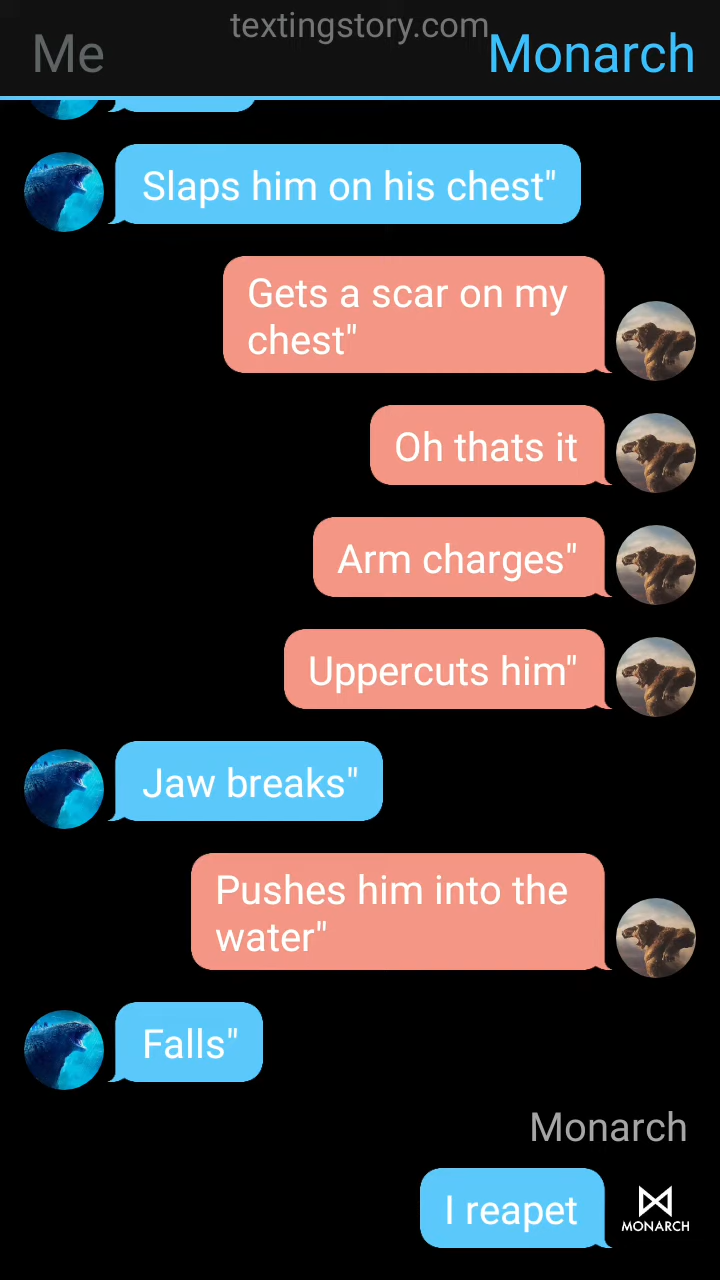 textingstory.com
Me
Monarch
Slaps him on his chest"
Gets a scar on my
chest"
Oh thats it
Arm charges"
Uppercuts him"
Jaw breaks"
Pushes him into the
water"
Falls"
Monarch
I reapet
MONARCH